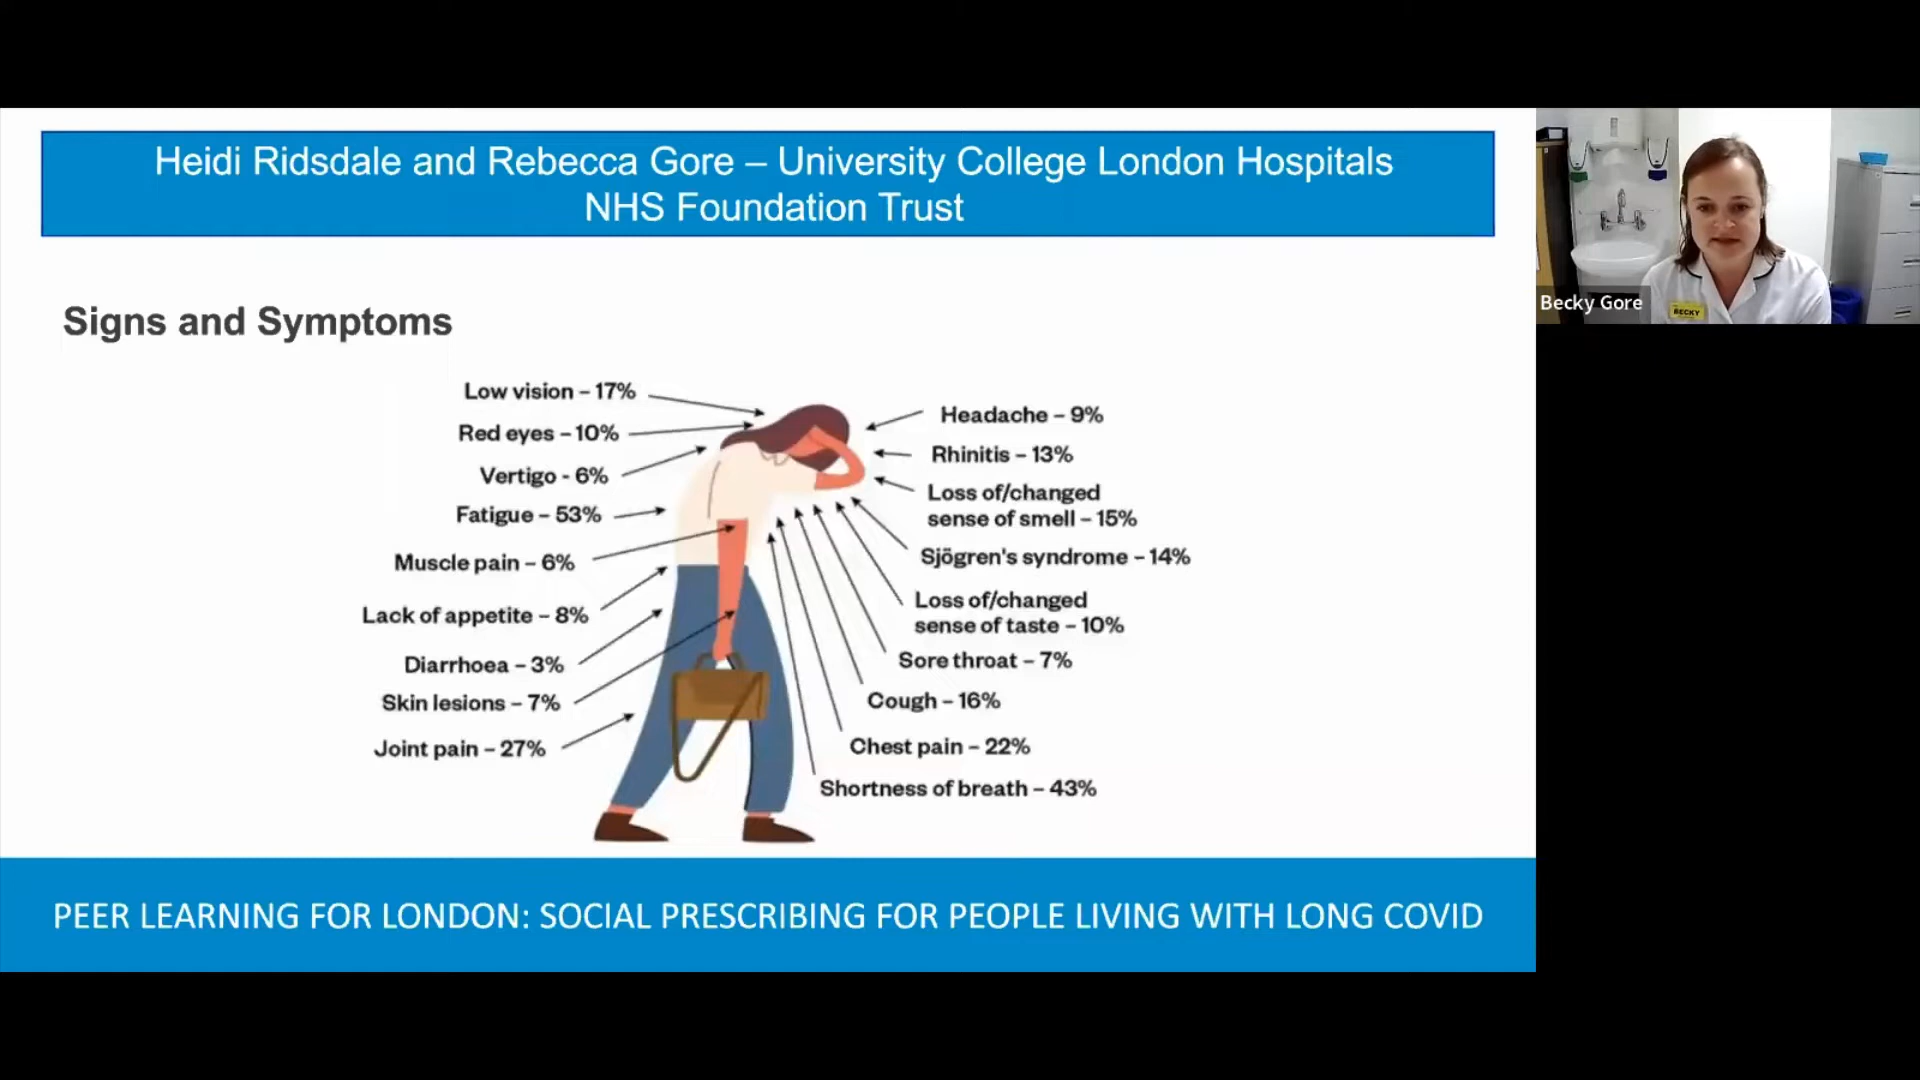 Heidi Ridsdale and Rebecca Gore – University College London Hospitals
NHS Foundation Trust
Becky Gore
BECKY
Signs and Symptoms
Low vision – 17%
Red eyes – 10%
Vertigo - 6%
Fatigue – 53%
Muscle pain – 6%
Lack of appetite – 8%
Diarrhoea – 3%
Skin lesions – 7%
Joint pain – 27%
Headache – 9%
Rhinitis – 13%
Loss of/changed
sense of smell – 15%
Sjögren's syndrome – 14%
Loss of/changed
sense of taste – 10%
Sore throat – 7%
Cough – 16%
Chest pain – 22%
Shortness of breath – 43%
PEER LEARNING FOR LONDON: SOCIAL PRESCRIBING FOR PEOPLE LIVING WITH LONG COVID